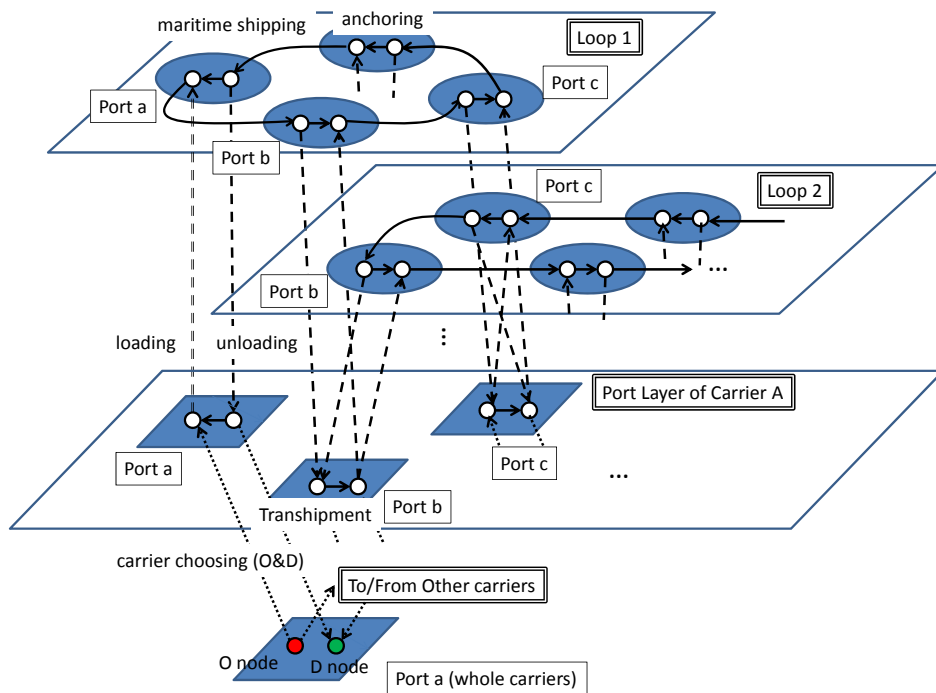 maritime shipping
anchoring
Loop 1
Port a
Port c
Port b
Port c
Loop 2
Port b
...
...
loading
unloading
Port Layer of Carrier A
Port a
Port c
...
Transhipment
Port b
carrier choosing (O&D)
To/From Other carriers
O node
D node
Port a (whole carriers)